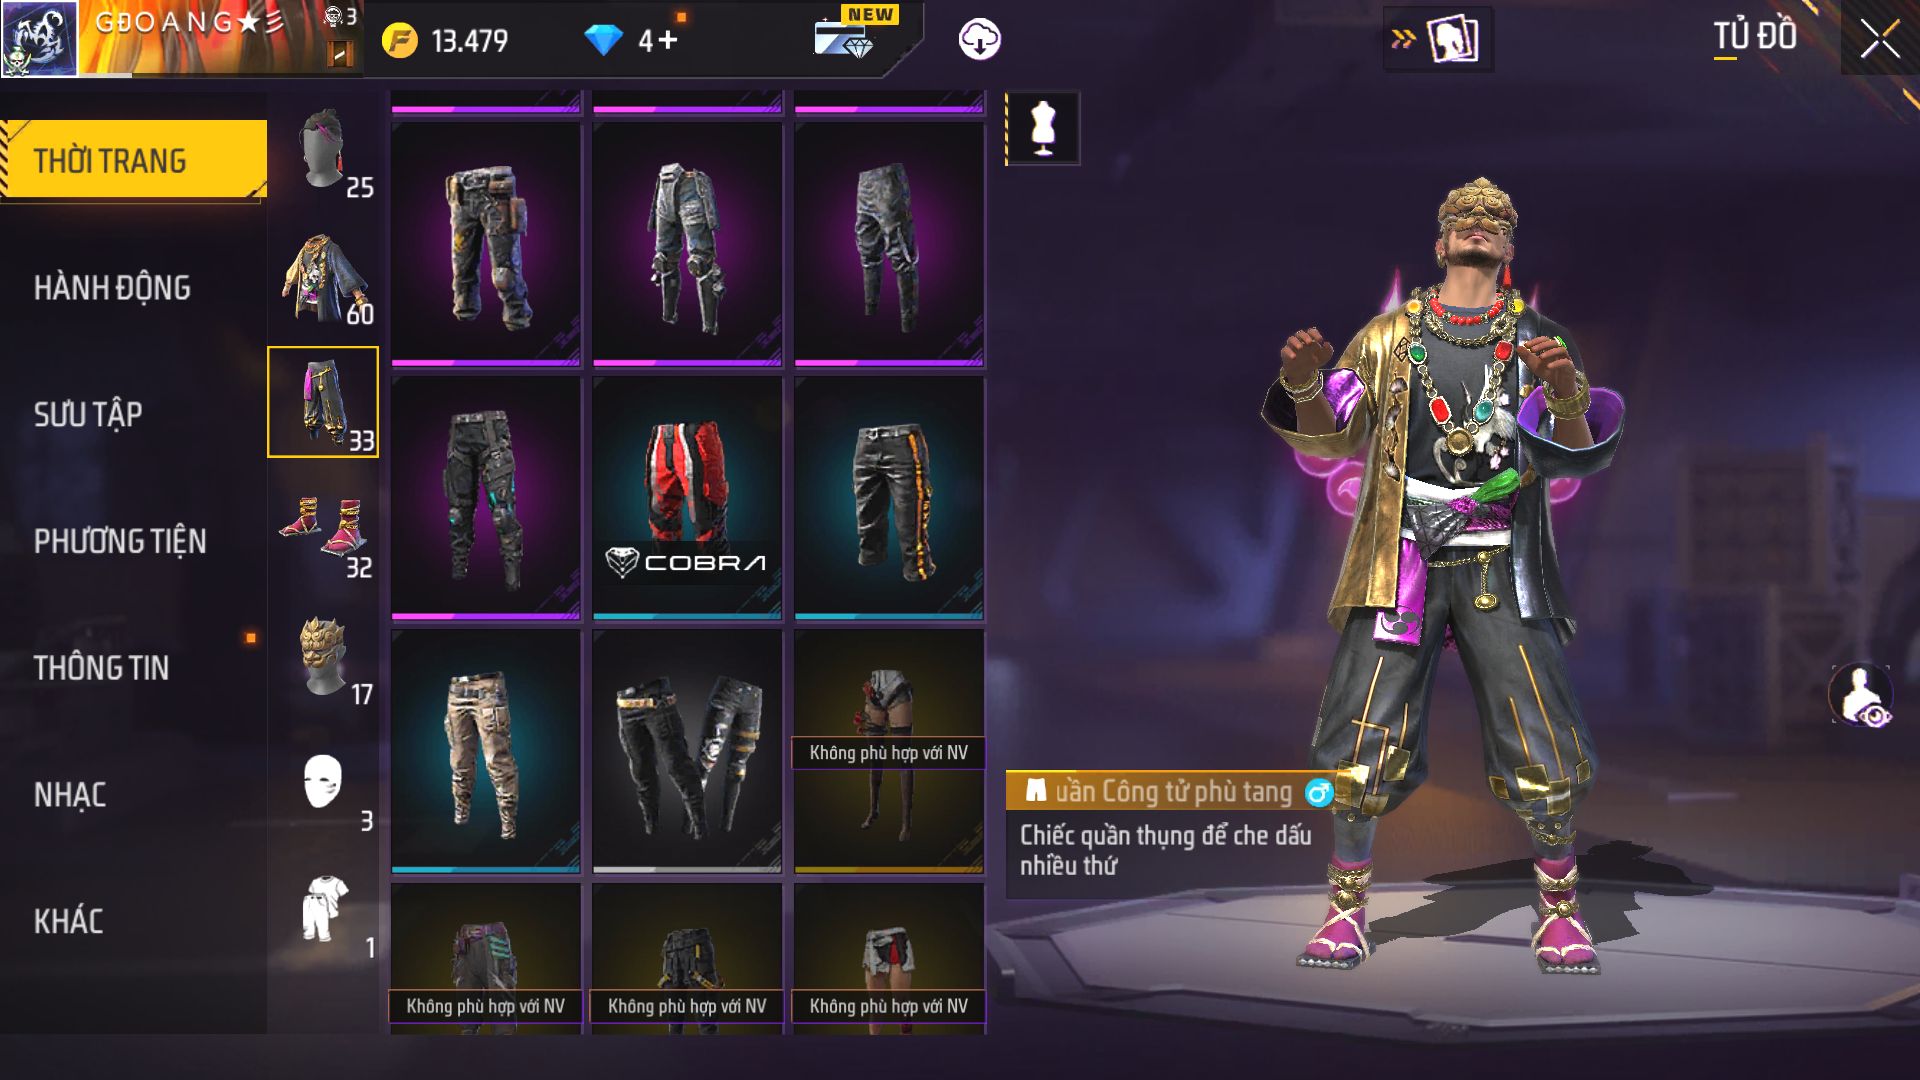 GĐOANG★彡
3
13.479
4+
NEW
TỦ ĐỒ
THỜI TRANG
HÀNH ĐỘNG
SƯU TẬP
PHƯƠNG TIỆN
THÔNG TIN
NHẠC
KHÁC
25
60
33
32
17
3
1
COBRA
Không phù hợp với NV
Không phù hợp với NV
Không phù hợp với NV
Không phù hợp với NV
uần Công tử phù tang
Chiếc quần thụng để che dấu
nhiều thứ